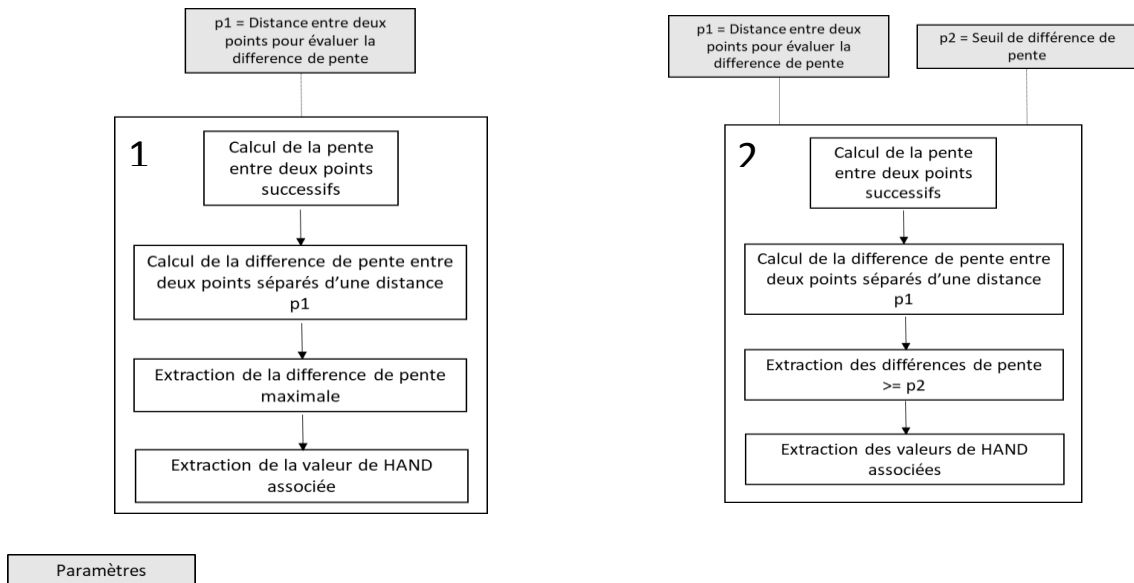 p1 = Distance entre deux
points pour évaluer la
difference de pente
1
Calcul de la pente
entre deux points
successifs
Calcul de la difference de pente entre
deux points séparés d'une distance
p1
Extraction de la difference de pente
maximale
Extraction de la valeur de HAND
associée
p1 = Distance entre deux
points pour évaluer la
difference de pente
p2 = Seuil de différence de
pente
2
Calcul de la pente
entre deux points
successifs
Calcul de la difference de pente entre
deux points séparés d'une distance
p1
Extraction des différences de pente
>= p2
Extraction des valeurs de HAND
associées
Paramètres